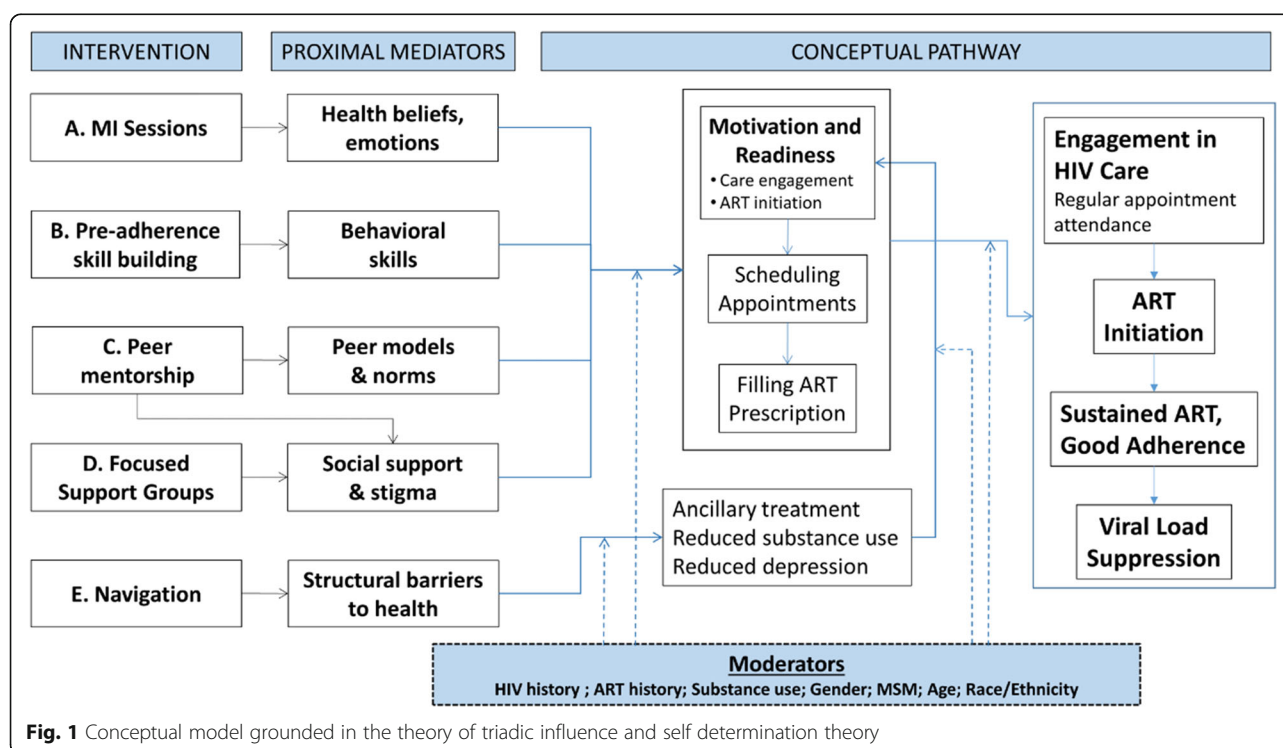 INTERVENTION
PROXIMAL MEDIATORS
CONCEPTUAL PATHWAY
A. MI Sessions
Health beliefs,
emotions
B. Pre-adherence
skill building
Behavioral
skills
C. Peer
mentorship
Peer models
& norms
D. Focused
Support Groups
Social support
& stigma
E. Navigation
Structural barriers
to health
Motivation and
Readiness
• Care engagement
• ART initiation
Scheduling
Appointments
Filling ART
Prescription
Ancillary treatment
Reduced substance use
Reduced depression
Engagement in
HIV Care
Regular appointment
attendance
ART
Initiation
Sustained ART,
Good Adherence
Viral Load
Suppression
Moderators
HIV history ; ART history; Substance use; Gender; MSM; Age; Race/Ethnicity
Fig. 1 Conceptual model grounded in the theory of triadic influence and self determination theory